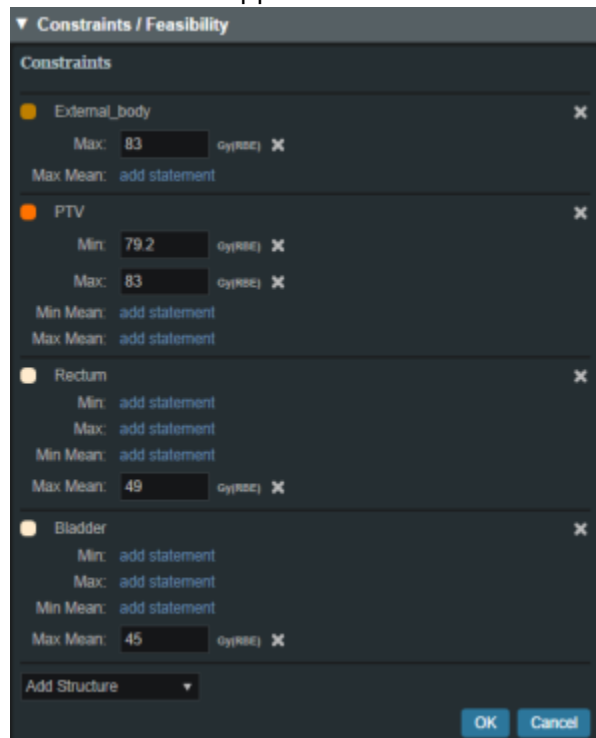 ▼ Constraints / Feasibility
Constraints
External_body
Max: 83 Gy(RBE)
Max Mean: add statement
PTV
Min: 79.2 Gy(RBE)
Max: 83 Gy(RBE)
Min Mean: add statement
Max Mean: add statement
Rectum
Min: add statement
Max: add statement
Min Mean: add statement
Max Mean: 49 Gy(RBE)
Bladder
Min: add statement
Max: add statement
Min Mean: add statement
Max Mean: 45 Gy(RBE)
Add Structure
OK Cancel